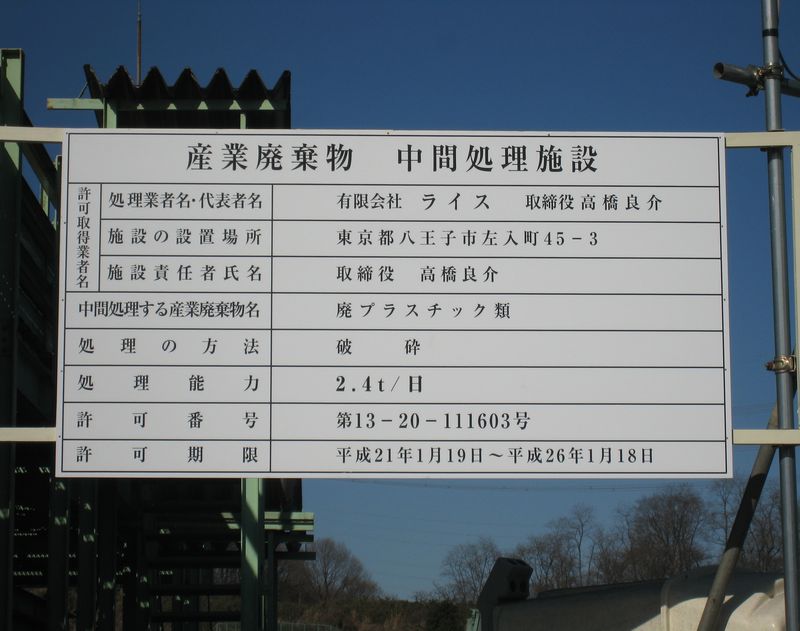 産業廃棄物 中間処理施設
許可取得業者名
処理業者名・代表者名 有限会社 ライス 取締役 高橋良介
施設の設置場所 東京都八王子市左入町45-3
施設責任者氏名 取締役 高橋良介
中間処理する産業廃棄物名 廃プラスチック類
処理の方法 破砕
処理能力 2.4t/日
許可番号 第13-20-111603号
許可期限 平成21年1月19日～平成26年1月18日